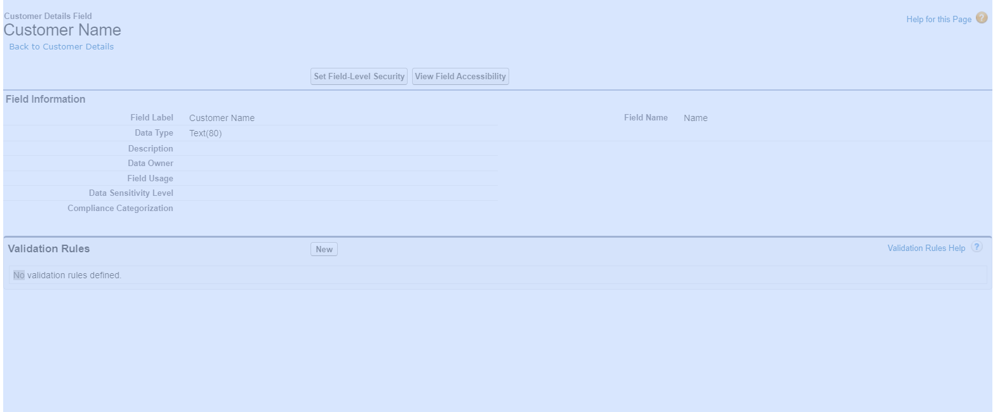 Customer Details Field
Customer Name
Help for this Page ?
Back to Customer Details
Set Field-Level Security View Field Accessibility
Field Information
Field Label Customer Name Field Name Name
Data Type Text(80)
Description
Data Owner
Field Usage
Data Sensitivity Level
Compliance Categorization
Validation Rules New Validation Rules Help ?
No validation rules defined.